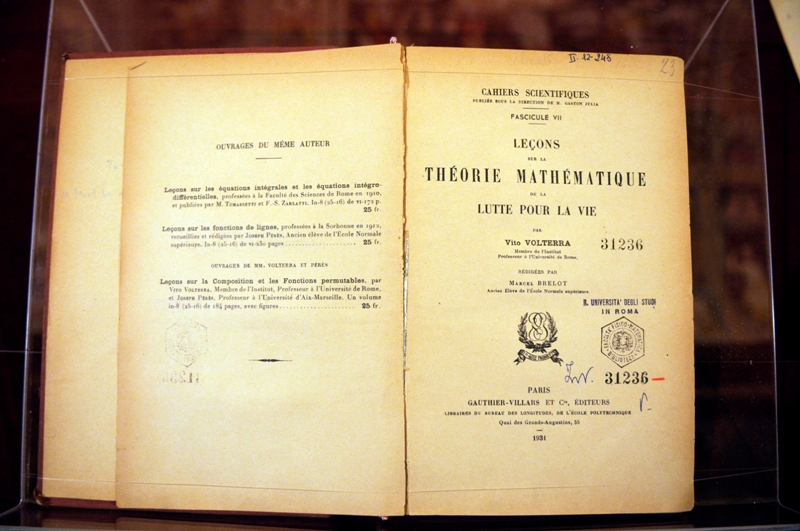 OUVRAGES DU MÊME AUTEUR
Leçons sur les équations intégrales et les équations intégro-
différentielles, professées à la Faculté des Sciences de Rome en 1910,
et publiées par M. Tomassetti et F.-S. Zarlatti. In-8 (25-16) de vi-172 p.
25 fr.
Leçons sur les fonctions de lignes, professées à la Sorbonne en 1912,
recueillies et rédigées par Joseph Pérès, Ancien élève de l'École Normale
supérieure. In-8 (25-16) de vi-230 pages 25 fr.
OUVRAGES DE MM. VOLTERRA ET PÉRÈS
Leçons sur la Composition et les Fonctions permutables, par
Vito Volterra, Membre de l'Institut, Professeur à l'Université de Rome,
et Joseph Pérès, Professeur à l'Université d'Aix-Marseille. Un volume
in-8 (25-16) de 184 pages, avec figures 25 fr.
II-12-248
23
CAHIERS SCIENTIFIQUES
PUBLIÉS SOUS LA DIRECTION DE M. GASTON JULIA
FASCICULE VII
LEÇONS
SUR LA
THÉORIE MATHÉMATIQUE
DE LA
LUTTE POUR LA VIE
PAR
Vito VOLTERRA
31236
Membre de l'Institut
Professeur à l'Université de Rome,
RÉDIGÉES PAR
Marcel BRELOT
Ancien Élève de l'École Normale supérieure.
R. UNIVERSITA' DEGLI STUDI
IN ROMA
Inv. 31236
PARIS
GAUTHIER-VILLARS ET Cie, ÉDITEURS
LIBRAIRES DU BUREAU DES LONGITUDES, DE L'ÉCOLE POLYTECHNIQUE
Quai des Grands-Augustins, 55
1931